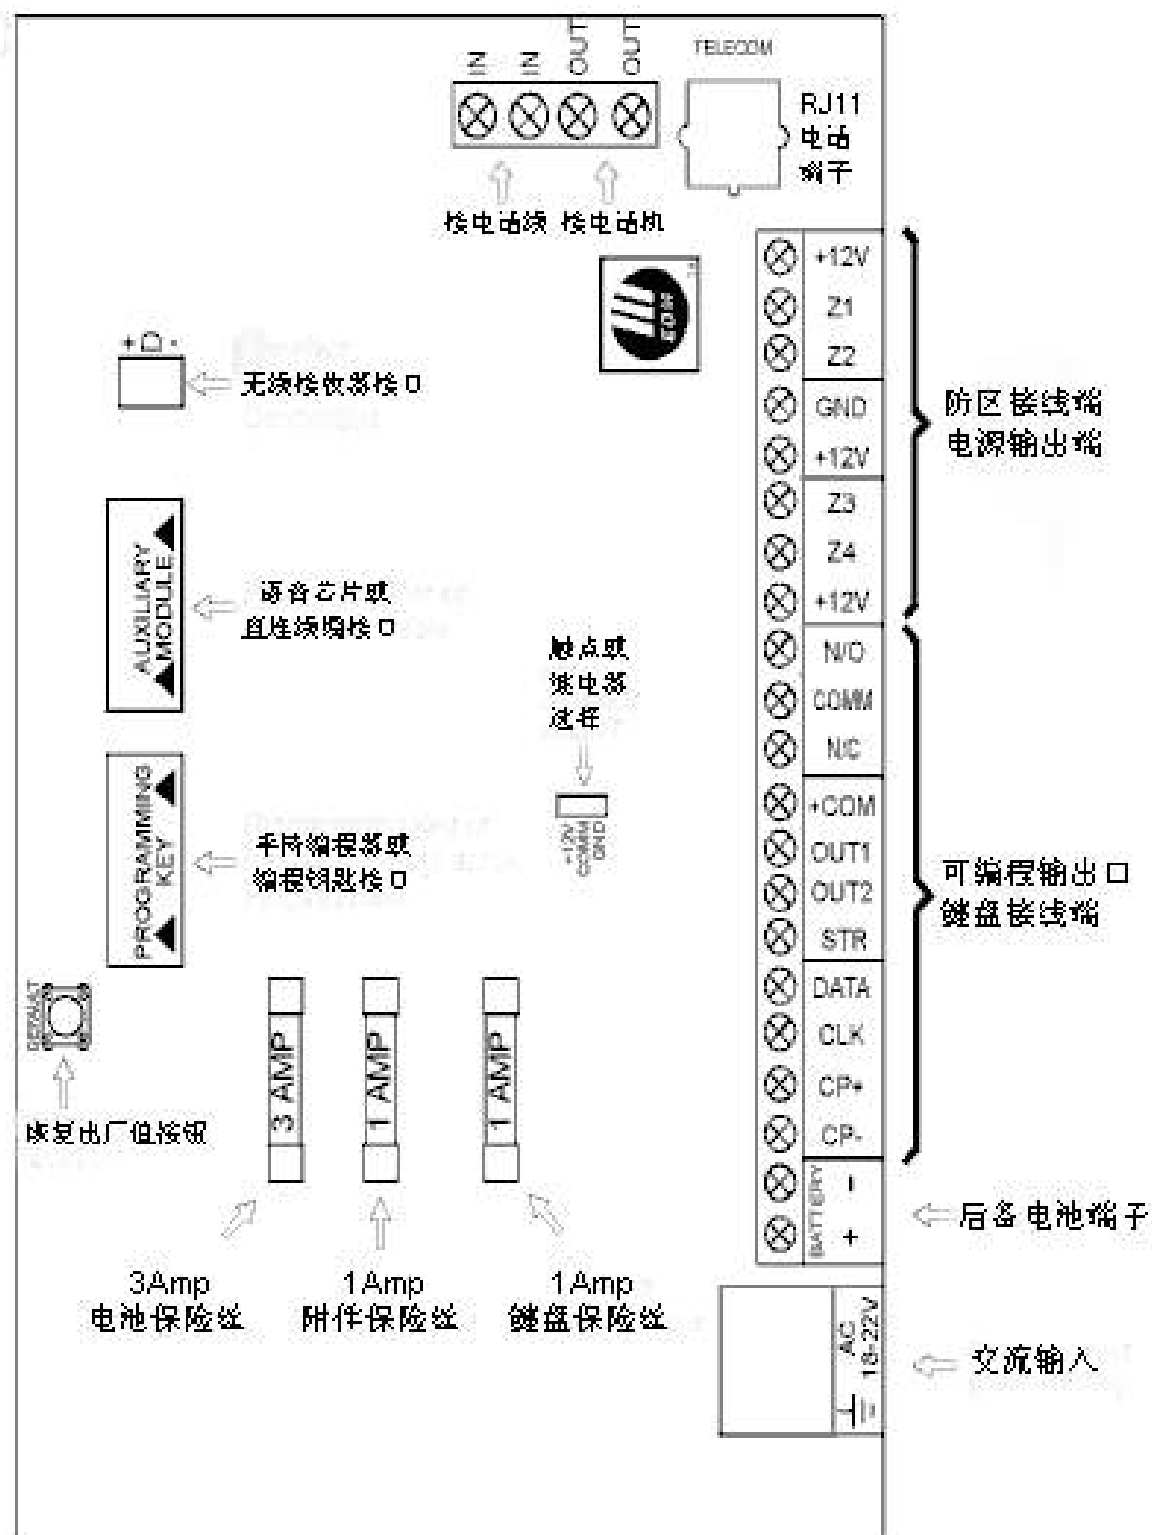 IN
IN
OUT
OUT
TELECOM
RJ11
电话
端子
接电话线
接电话机
+12V
Z1
Z2
GND
+12V
Z3
Z4
+12V
防区接线端
电源输出端
+ D -
无线接收器接口
AUXILIARY
MODULE
语音芯片或
直连线缆接口
触点或
继电器
选择
+12V
COMM
GND
N/O
COMM
N/C
+COM
OUT1
OUT2
STR
DATA
CLK
CP+
CP-
可编程输出口
键盘接线端
PROGRAMMING
KEY
手持编程器或
编程钥匙接口
DEFAULT
恢复出厂值按钮
3 AMP
1 AMP
1 AMP
3Amp
电池保险丝
1Amp
附件保险丝
1Amp
键盘保险丝
BATTERY
-
+
后备电池端子
AC
18-22V
交流输入